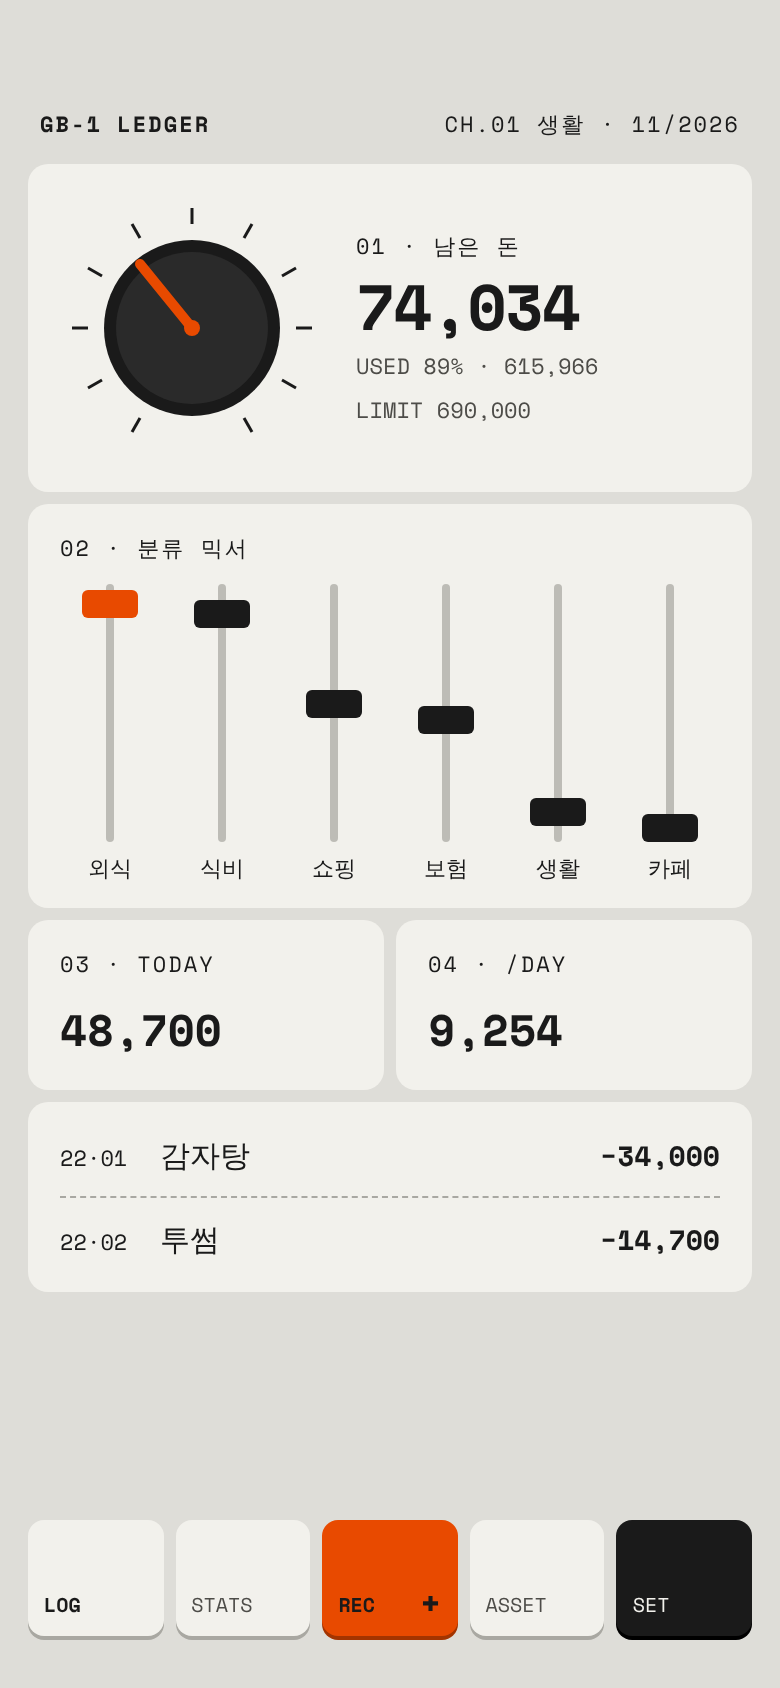 GB-1 LEDGER
CH.01 생활 · 11/2026
01 · 남은 돈
74,034
USED 89% · 615,966
LIMIT 690,000
02 · 분류 믹서
외식 식비 쇼핑 보험 생활 카페
03 · TODAY
48,700
04 · /DAY
9,254
22·01 감자탕 -34,000
22·02 투썸 -14,700
LOG STATS REC + ASSET SET